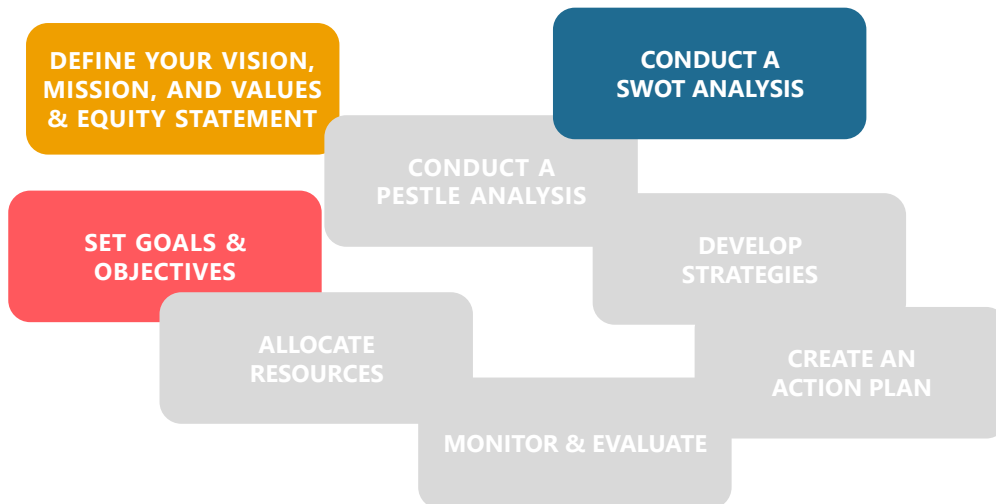 DEFINE YOUR VISION,
MISSION, AND VALUES
& EQUITY STATEMENT
CONDUCT A
SWOT ANALYSIS
CONDUCT A
PESTLE ANALYSIS
SET GOALS &
OBJECTIVES
DEVELOP
STRATEGIES
ALLOCATE
RESOURCES
CREATE AN
ACTION PLAN
MONITOR & EVALUATE